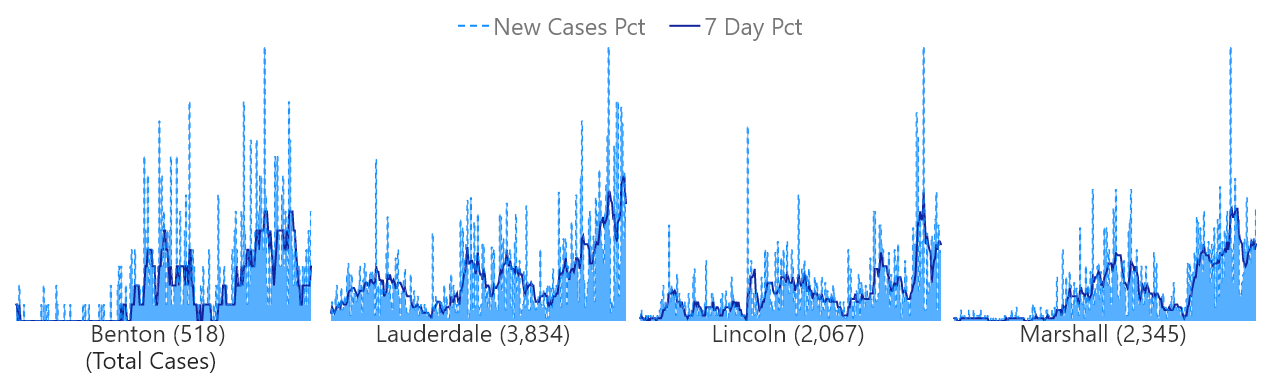 New Cases Pct 7 Day Pct
Benton (518) Lauderdale (3,834) Lincoln (2,067) Marshall (2,345)
(Total Cases)